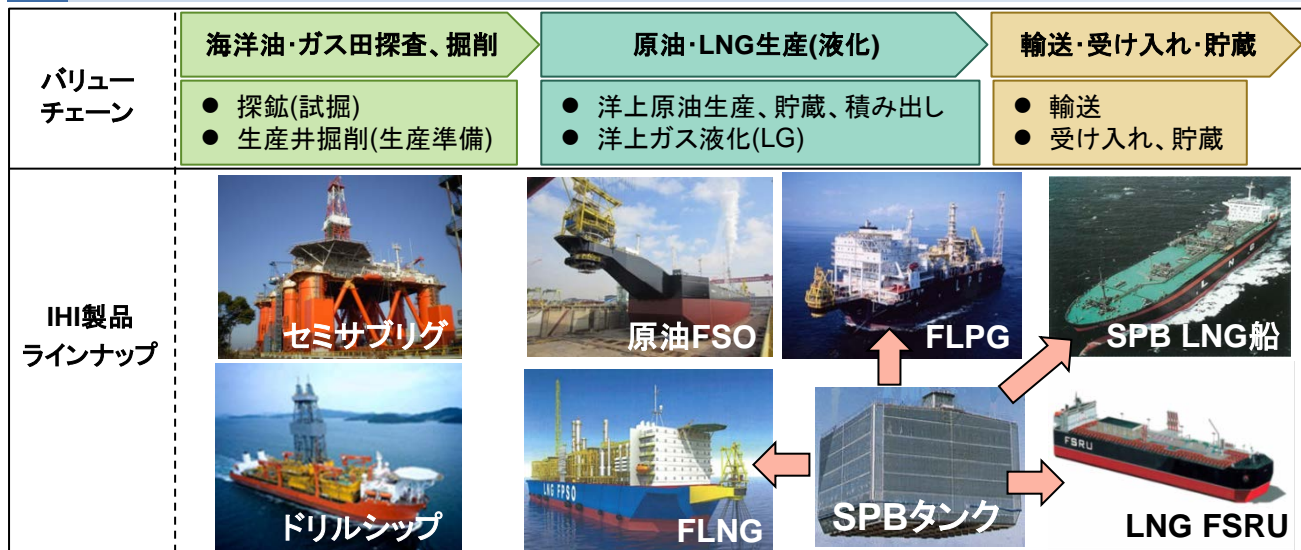 海洋油・ガス田探査、掘削
原油・LNG生産(液化)
輸送・受け入れ・貯蔵
バリュー
チェーン
● 探鉱(試掘)
● 生産井掘削(生産準備)
● 洋上原油生産、貯蔵、積み出し
● 洋上ガス液化(LG)
● 輸送
● 受け入れ、貯蔵
IHI製品
ラインナップ
セミサブリグ
原油FSO
FLPG
L N G
SPB LNG船
ドリルシップ
LNG FPSO
FLNG
SPBタンク
FSRU
LNG FSRU